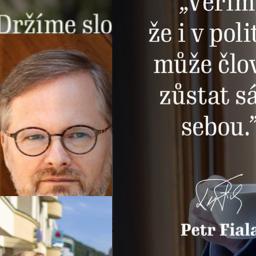 Držíme slo
„Věřím
že i v polit
může člov
zůstat sá
sebou.“
Petr Fiala